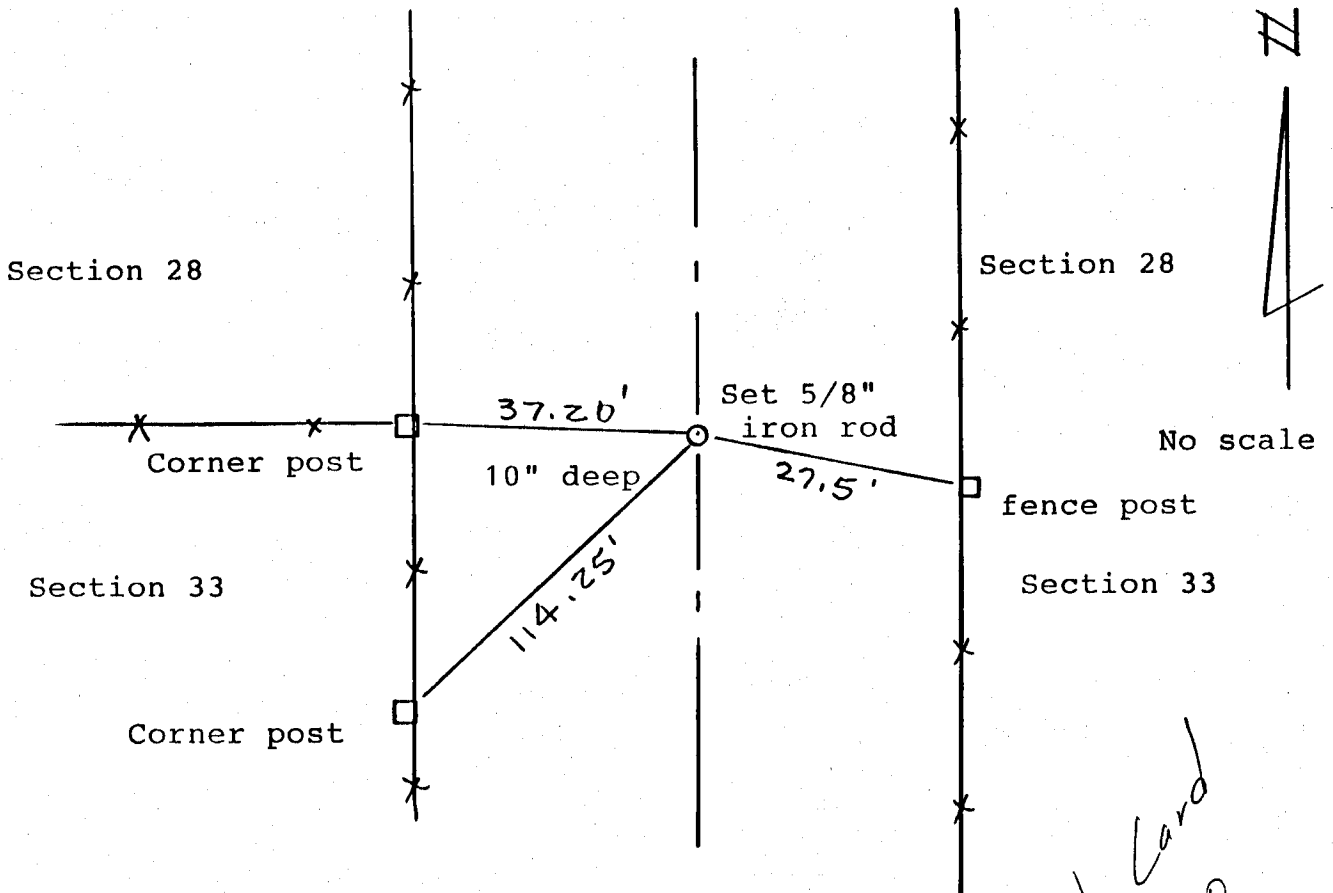 N
Section 28
Section 28
37.20'
Set 5/8"
iron rod
No scale
Corner post
10" deep
27.5'
fence post
114.25'
Section 33
Section 33
Corner post
Card